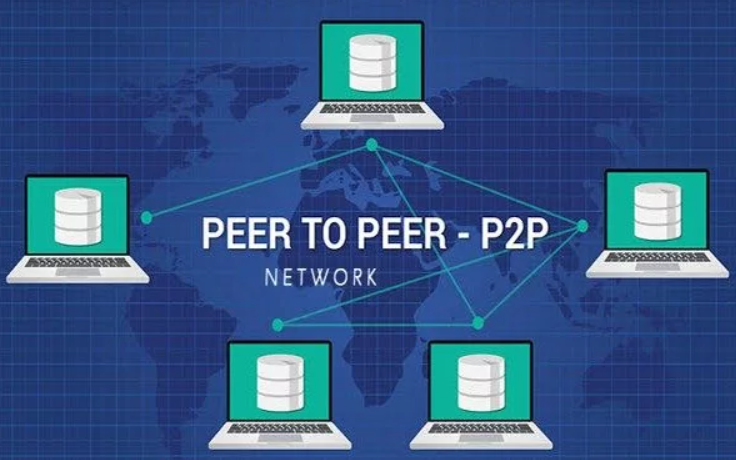 PEER TO PEER - P2P
NETWORK